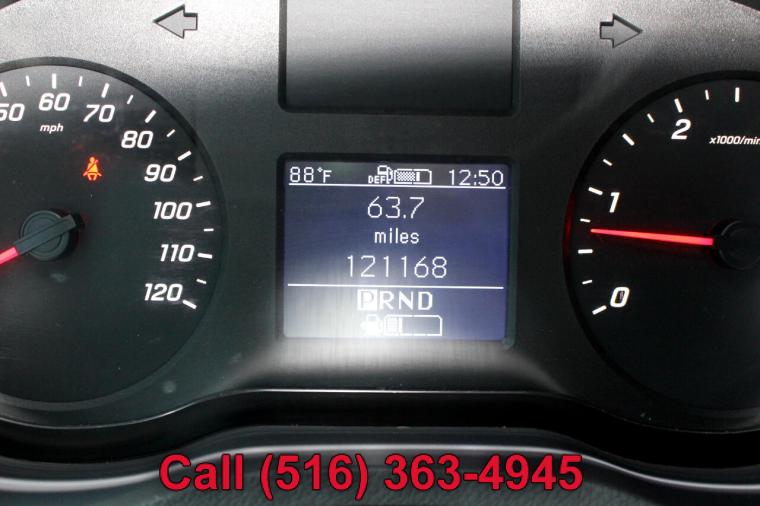 50 60 70 80 90 100 110 120
mph
2 1 0
x1000/min
88°F DEF 12:50
63.7
miles
121168
PRND
Call (516) 363-4945